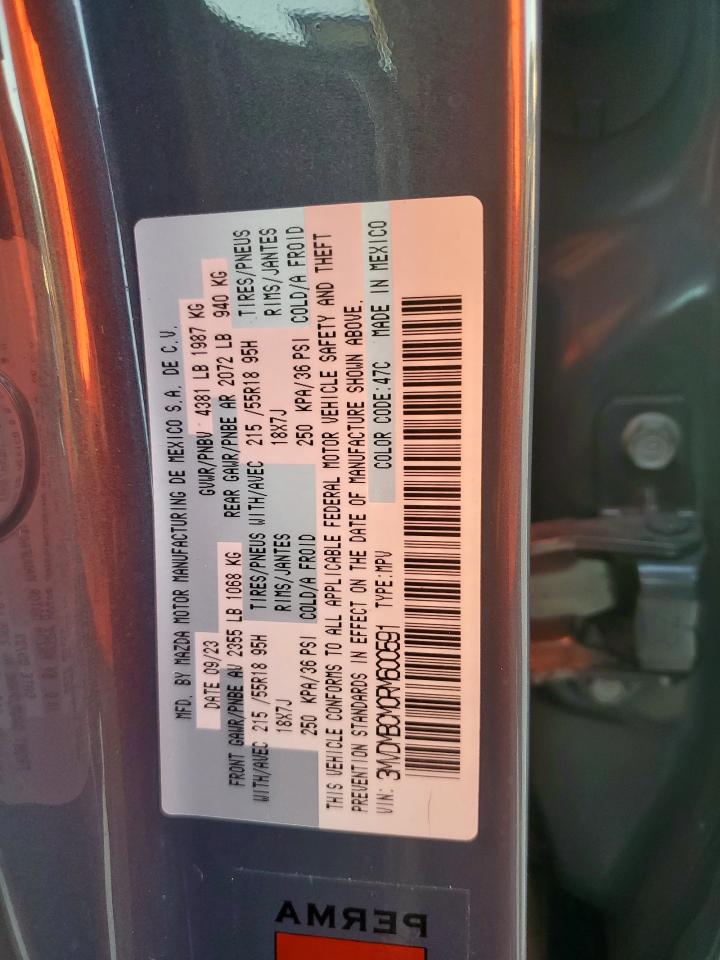 MFD. BY MAZDA MOTOR MANUFACTURING DE MEXICO S.A. DE C.V.
DATE 09/23 GVWR/PNBV 4381 LB 1987 KG
FRONT GAWR/PNBE AV 2355 LB 1068 KG REAR GAWR/PNBE AR 2072 LB 940 KG
WITH/AVEC 215 /55R18 95H TIRES/PNEUS WITH/AVEC 215 /55R18 95H TIRES/PNEUS
18X7J RIMS/JANTES 18X7J RIMS/JANTES
250 KPA/36 PSI COLD/A FROID 250 KPA/36 PSI COLD/A FROID
THIS VEHICLE CONFORMS TO ALL APPLICABLE FEDERAL MOTOR VEHICLE SAFETY AND THEFT
PREVENTION STANDARDS IN EFFECT ON THE DATE OF MANUFACTURE SHOWN ABOVE.
VIN: 3MVDMBCM0RM600591 TYPE:MPV COLOR CODE:47C MADE IN MEXICO
PERMA